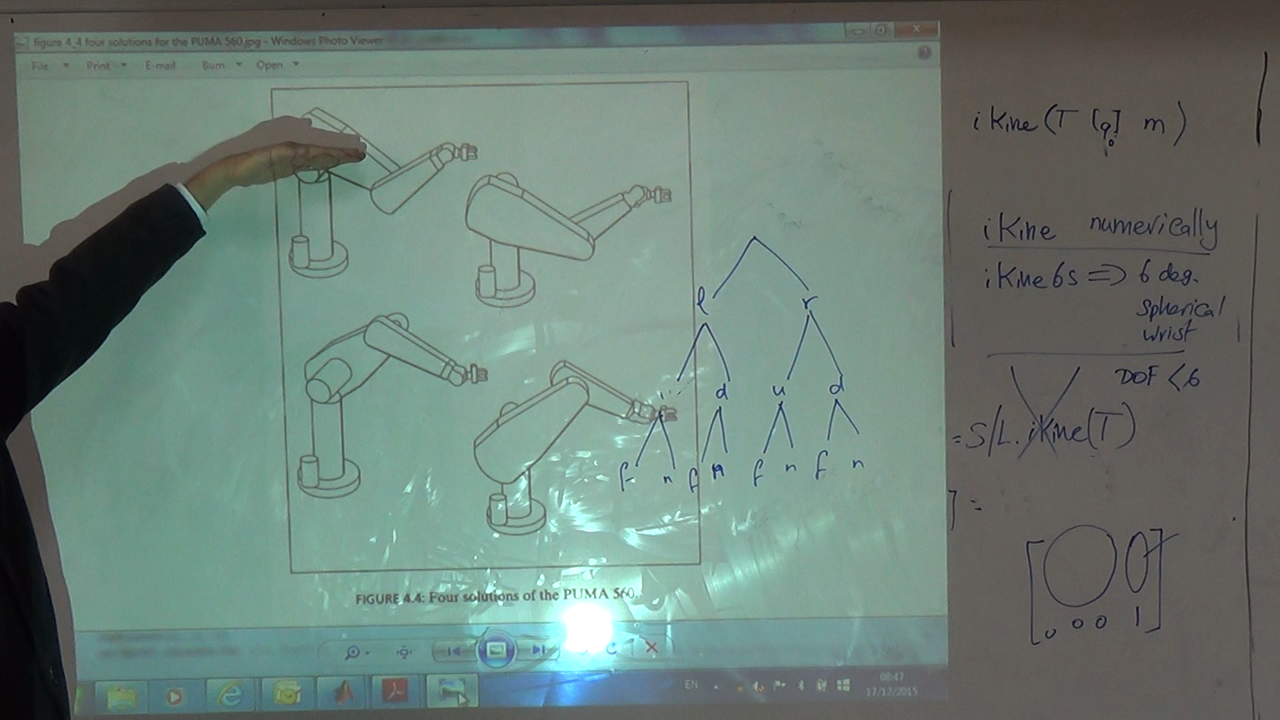 figure 4_4 four solutions for the PUMA 560.jpg - Windows Photo Viewer
File Print E-mail Burn Open
FIGURE 4.4: Four solutions of the PUMA 560.
EN
08:47
17/12/2015
l r
d u d
f n f n f n f n
iKine(T [q0] m)
iKine numerically
iKine6s => 6 deg.
spherical
wrist
DOF < 6
= S/L.iKine(T)
] =
0 0 0 1